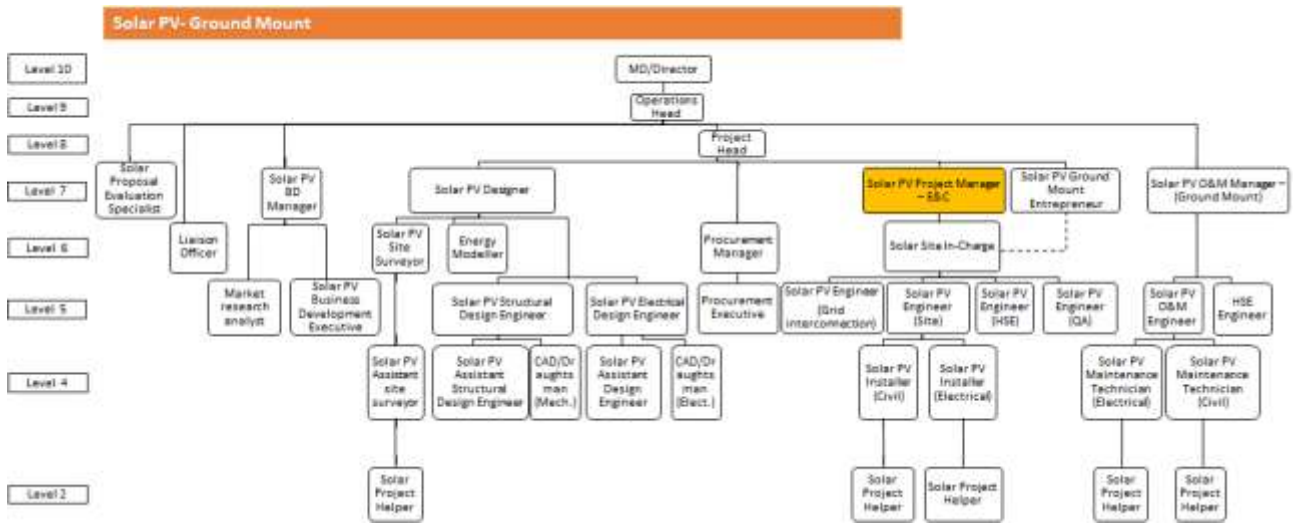 Solar PV- Ground Mount
Level 10
MD/Director
Level 9
Operations
Head
Level 8
Project
Head
Level 7
Solar
Proposal
Evaluation
Specialist
Solar PV
BD
Manager
Solar PV Designer
Solar PV Project Manager
– E&C
Solar PV Ground
Mount
Entrepreneur
Solar PV O&M Manager –
(Ground Mount)
Level 6
Liaison
Officer
Solar PV
Site
Surveyor
Energy
Modeller
Procurement
Manager
Solar Site In-Charge
Level 5
Market
research
analyst
Solar PV
Business
Development
Executive
Solar PV Structural
Design Engineer
Solar PV Electrical
Design Engineer
Procurement
Executive
Solar PV Engineer
(Grid
interconnection)
Solar PV
Engineer
(Site)
Solar PV
Engineer
(HSE)
Solar PV
Engineer
(QA)
Solar PV
O&M
Engineer
HSE
Engineer
Level 4
Solar PV
Assistant
site
surveyor
Solar PV
Assistant
Structural
Design Engineer
CAD/Dr
aughts
man
(Mech.)
Solar PV
Assistant
Design
Engineer
CAD/Dr
aughts
man
(Elect.)
Solar PV
Installer
(Civil)
Solar PV
Installer
(Electrical)
Solar PV
Maintenance
Technician
(Electrical)
Solar PV
Maintenance
Technician
(Civil)
Level 2
Solar
Project
Helper
Solar
Project
Helper
Solar Project
Helper
Solar
Project
Helper
Solar
Project
Helper